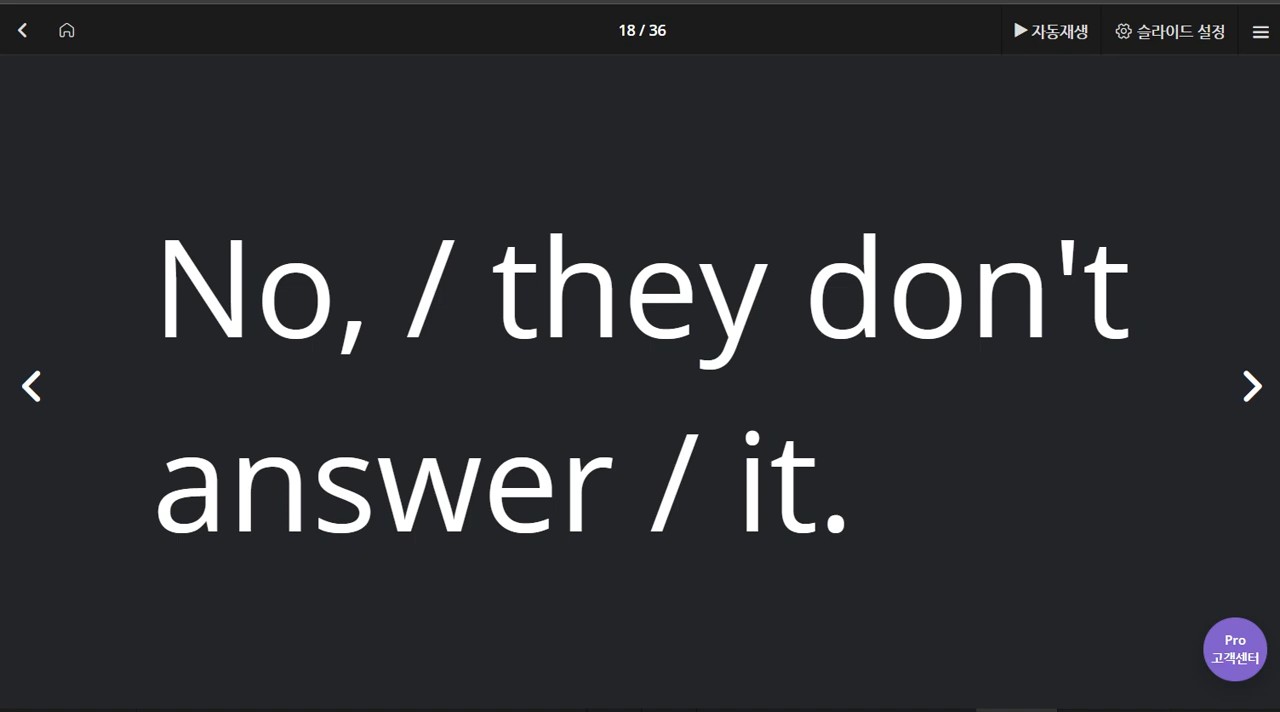 18 / 36
▶ 자동재생
슬라이드 설정
No, / they don't
answer / it.
Pro
고객센터